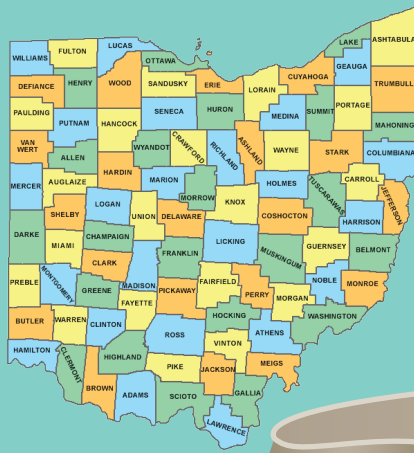 LAKE
ASHTABULA
LUCAS
WILLIAMS
FULTON
OTTAWA
GEAUGA
CUYAHOGA
DEFIANCE
HENRY
WOOD
SANDUSKY
ERIE
LORAIN
TRUMBULL
PORTAGE
SUMMIT
MEDINA
PAULDING
PUTNAM
HANCOCK
SENECA
HURON
MAHONING
VAN
WERT
ALLEN
WYANDOT
CRAWFORD
RICHLAND
ASHLAND
WAYNE
STARK
COLUMBIANA
HARDIN
MERCER
AUGLAIZE
MARION
MORROW
HOLMES
TUSCARAWAS
CARROLL
JEFFERSON
LOGAN
UNION
KNOX
SHELBY
DELAWARE
COSHOCTON
HARRISON
DARKE
CHAMPAIGN
LICKING
MIAMI
GUERNSEY
BELMONT
FRANKLIN
MUSKINGUM
CLARK
MONTGOMERY
PREBLE
GREENE
MADISON
PICKAWAY
FAIRFIELD
PERRY
NOBLE
MONROE
MORGAN
FAYETTE
BUTLER
WARREN
CLINTON
HOCKING
WASHINGTON
ROSS
ATHENS
VINTON
HAMILTON
CLERMONT
HIGHLAND
PIKE
JACKSON
MEIGS
BROWN
ADAMS
SCIOTO
GALLIA
LAWRENCE